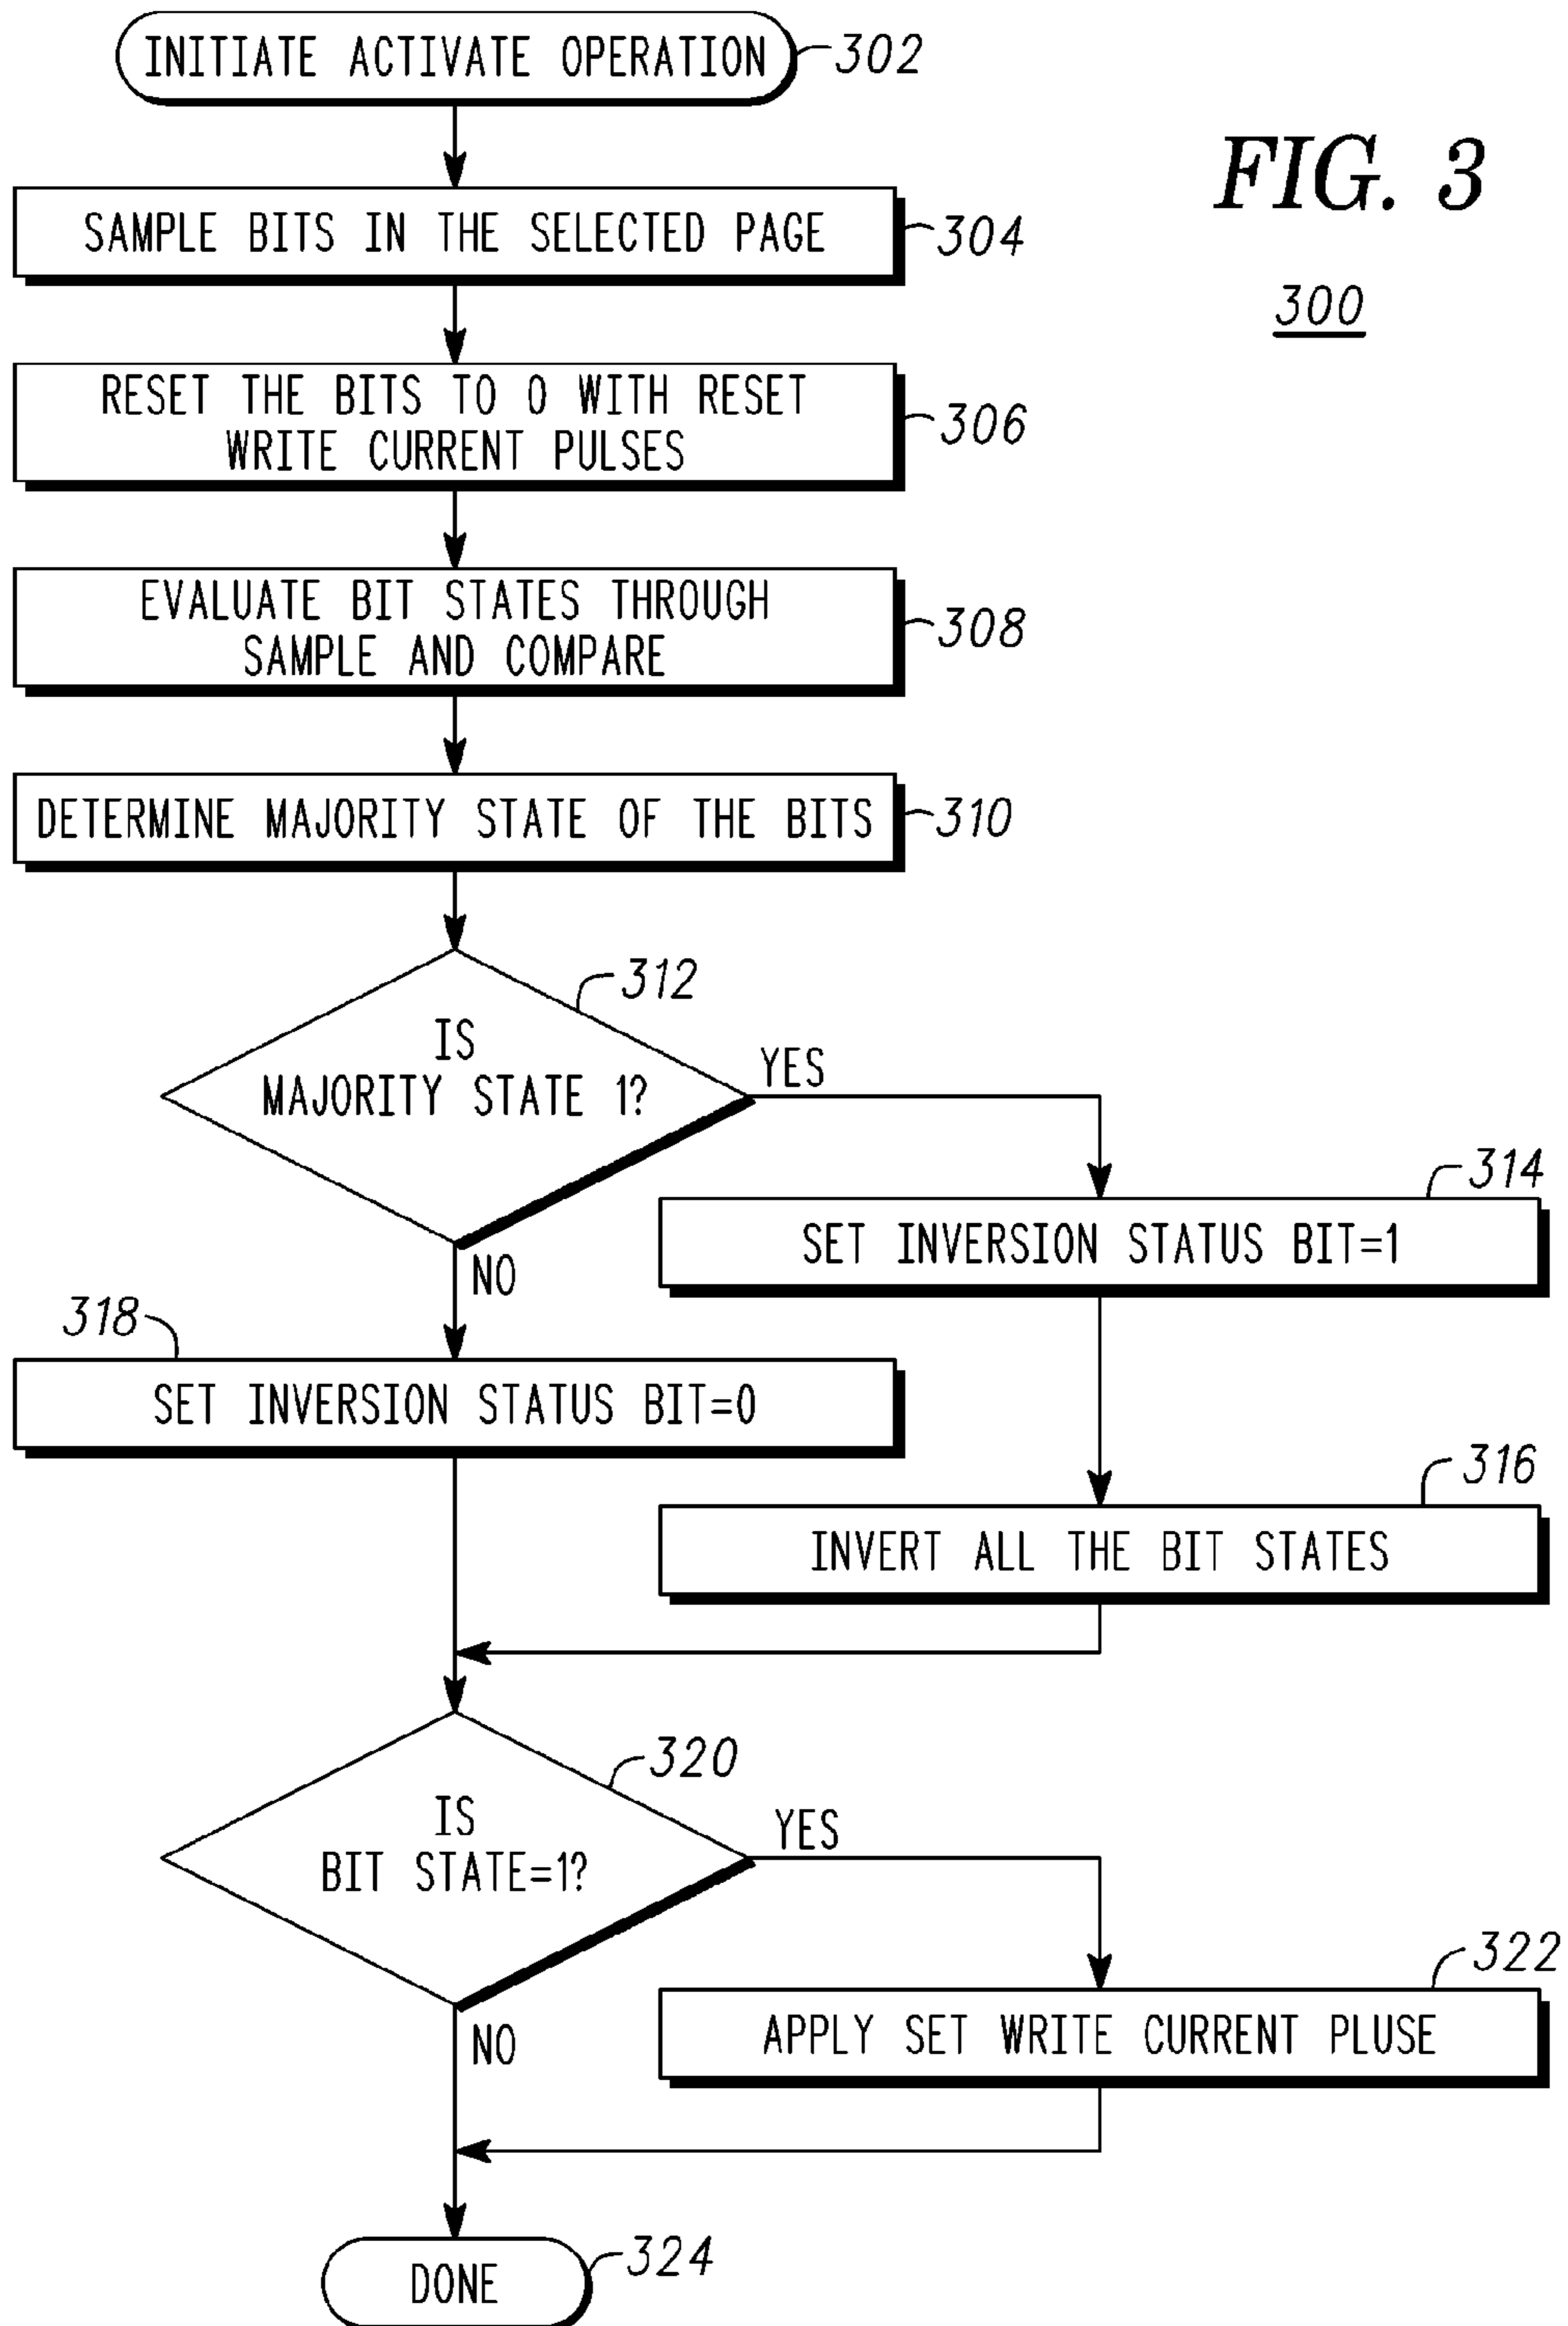 INITIATE ACTIVATE OPERATION
302
FIG. 3
300
SAMPLE BITS IN THE SELECTED PAGE
304
RESET THE BITS TO 0 WITH RESET
WRITE CURRENT PULSES
306
EVALUATE BIT STATES THROUGH
SAMPLE AND COMPARE
308
DETERMINE MAJORITY STATE OF THE BITS
310
312
IS
MAJORITY STATE 1?
YES
NO
314
SET INVERSION STATUS BIT=1
318
SET INVERSION STATUS BIT=0
316
INVERT ALL THE BIT STATES
320
IS
BIT STATE=1?
YES
NO
322
APPLY SET WRITE CURRENT PLUSE
DONE
324